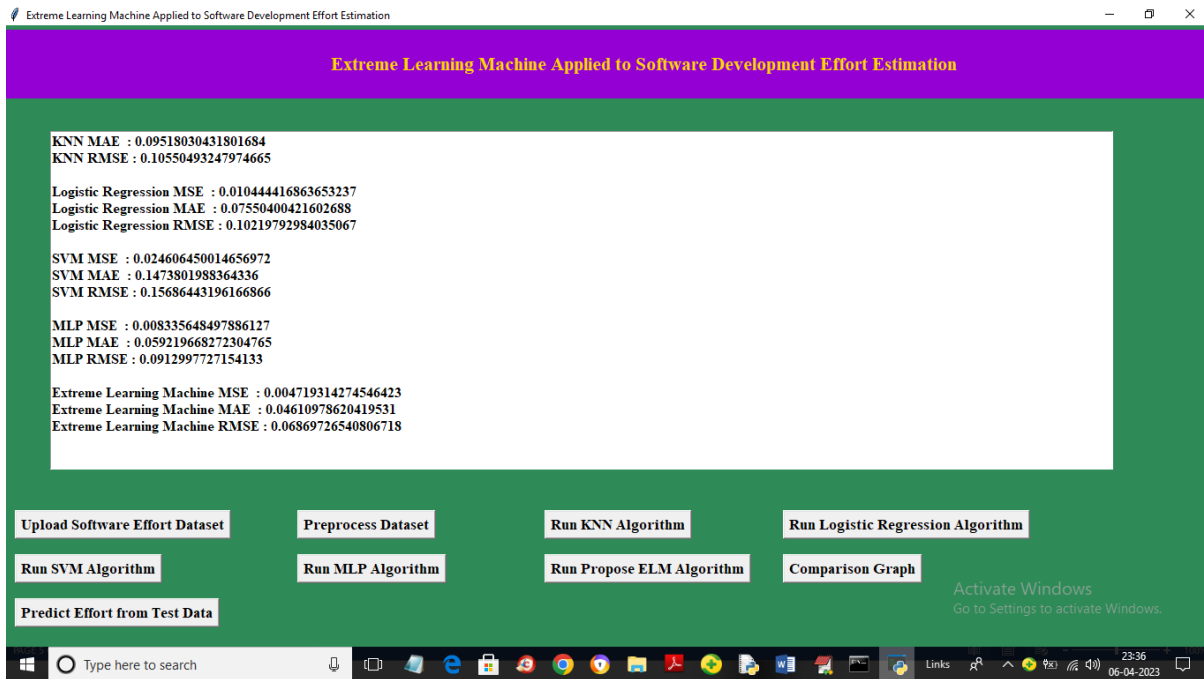 Extreme Learning Machine Applied to Software Development Effort Estimation
Extreme Learning Machine Applied to Software Development Effort Estimation
KNN MAE : 0.09518030431801684
KNN RMSE : 0.10550493247974665
Logistic Regression MSE : 0.010444416863653237
Logistic Regression MAE : 0.07550400421602688
Logistic Regression RMSE : 0.10219792984035067
SVM MSE : 0.024606450014656972
SVM MAE : 0.1473801988364336
SVM RMSE : 0.15686443196166866
MLP MSE : 0.008335648497886127
MLP MAE : 0.059219668272304765
MLP RMSE : 0.0912997727154133
Extreme Learning Machine MSE : 0.004719314274546423
Extreme Learning Machine MAE : 0.04610978620419531
Extreme Learning Machine RMSE : 0.06869726540806718
Upload Software Effort Dataset
Preprocess Dataset
Run KNN Algorithm
Run Logistic Regression Algorithm
Run SVM Algorithm
Run MLP Algorithm
Run Propose ELM Algorithm
Comparison Graph
Predict Effort from Test Data
Activate Windows
Go to Settings to activate Windows.
Type here to search
Links
23:36
06-04-2023